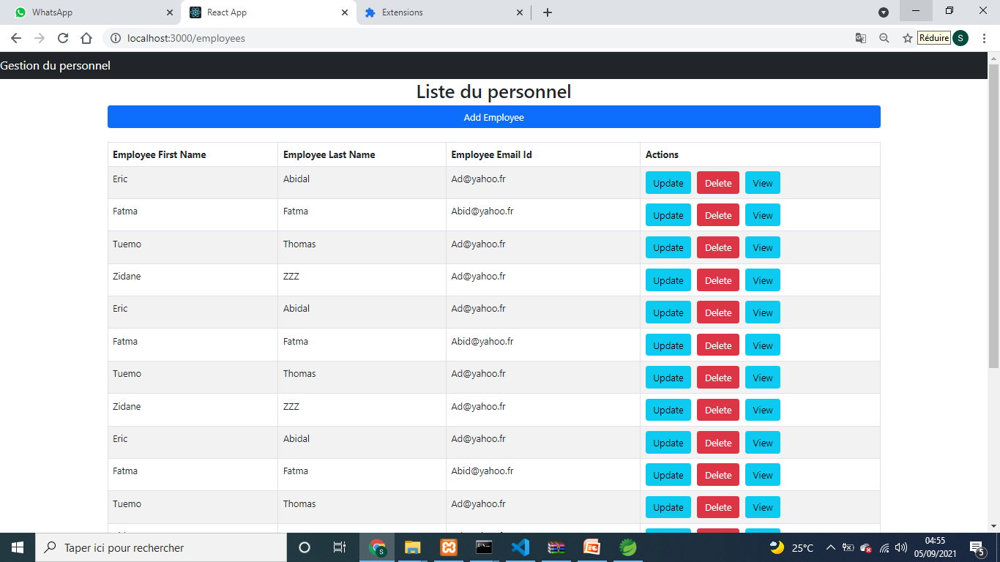 WhatsApp
React App
Extensions
localhost:3000/employees
Réduire
S
Gestion du personnel
Liste du personnel
Add Employee
Employee First Name Employee Last Name Employee Email Id Actions
Eric Abidal Ad@yahoo.fr Update Delete View
Fatma Fatma Abid@yahoo.fr Update Delete View
Tuemo Thomas Ad@yahoo.fr Update Delete View
Zidane ZZZ Ad@yahoo.fr Update Delete View
Eric Abidal Ad@yahoo.fr Update Delete View
Fatma Fatma Abid@yahoo.fr Update Delete View
Tuemo Thomas Ad@yahoo.fr Update Delete View
Zidane ZZZ Ad@yahoo.fr Update Delete View
Eric Abidal Ad@yahoo.fr Update Delete View
Fatma Fatma Abid@yahoo.fr Update Delete View
Tuemo Thomas Ad@yahoo.fr Update Delete View
Taper ici pour rechercher
25°C
04:55
05/09/2021
5